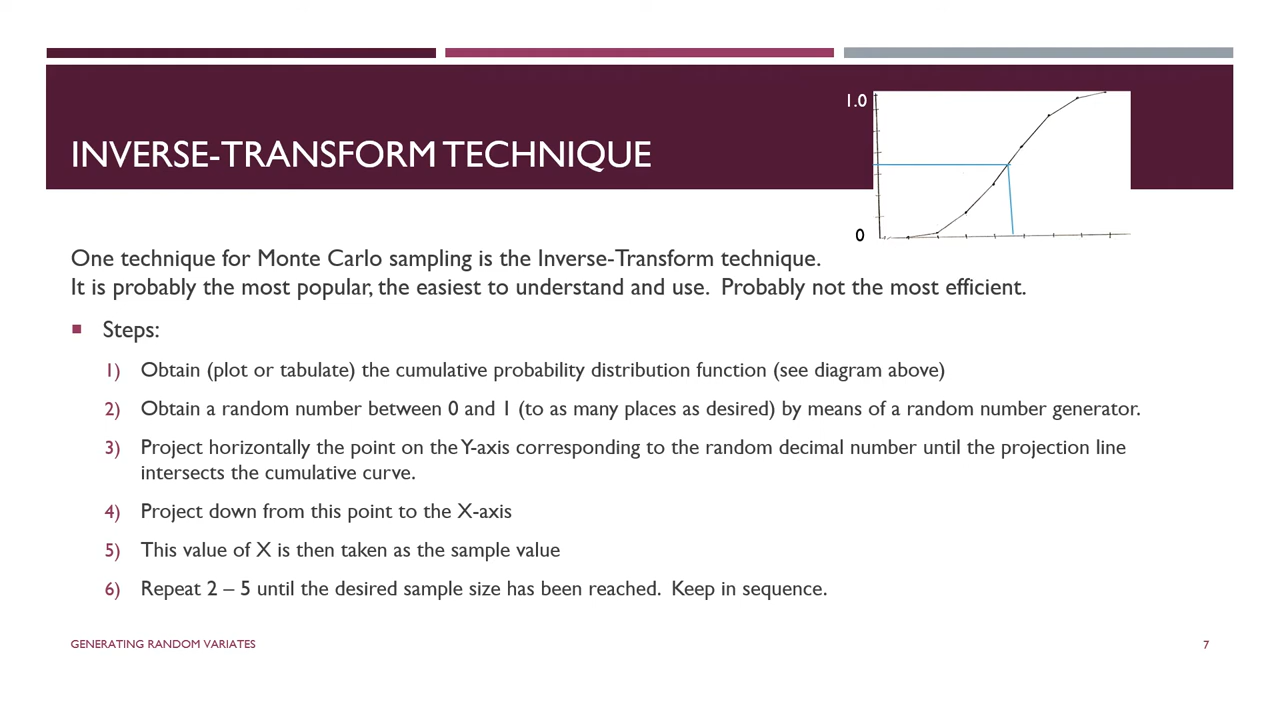 1.0
INVERSE-TRANSFORM TECHNIQUE
0
One technique for Monte Carlo sampling is the Inverse-Transform technique.
It is probably the most popular, the easiest to understand and use. Probably not the most efficient.
Steps:
1) Obtain (plot or tabulate) the cumulative probability distribution function (see diagram above)
2) Obtain a random number between 0 and 1 (to as many places as desired) by means of a random number generator.
3) Project horizontally the point on the Y-axis corresponding to the random decimal number until the projection line
intersects the cumulative curve.
4) Project down from this point to the X-axis
5) This value of X is then taken as the sample value
6) Repeat 2 – 5 until the desired sample size has been reached. Keep in sequence.
GENERATING RANDOM VARIATES
7